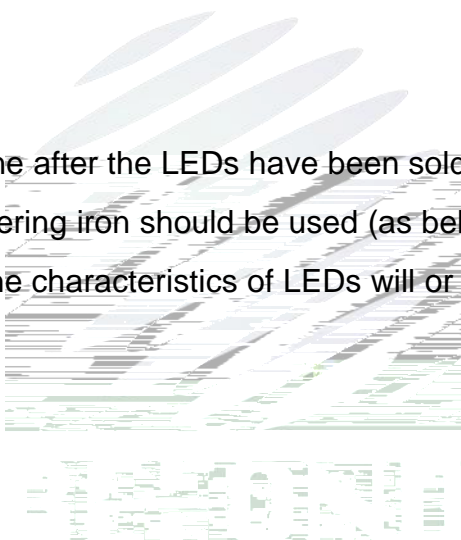 ne after the LEDs have been sold
ering iron should be used (as bel
e characteristics of LEDs will or